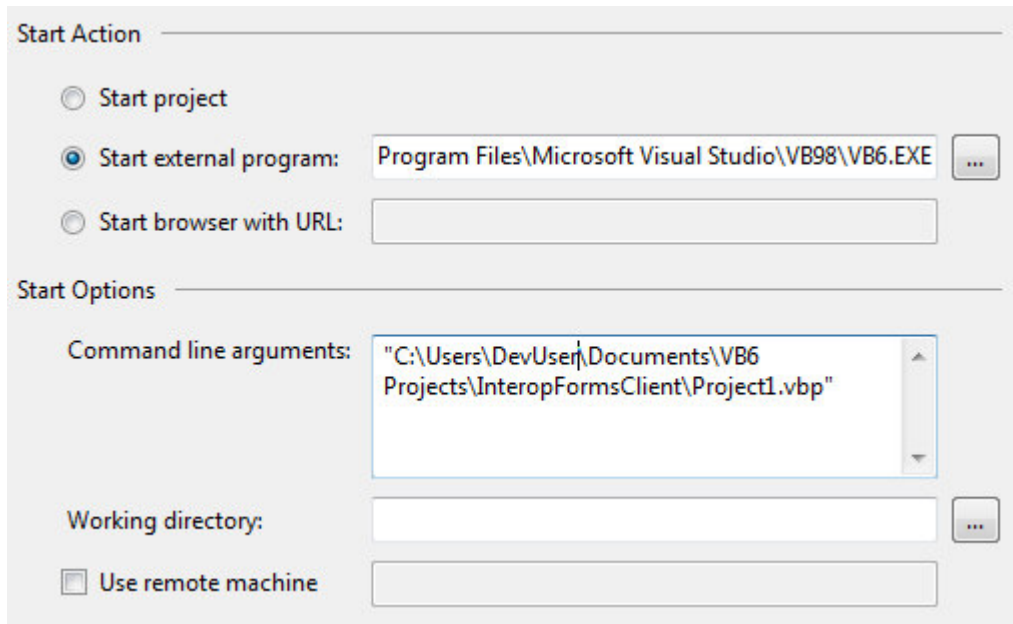 Start Action
Start project
Start external program: Program Files\Microsoft Visual Studio\VB98\VB6.EXE ...
Start browser with URL:
Start Options
Command line arguments: "C:\Users\DevUser\Documents\VB6
Projects\InteropFormsClient\Project1.vbp"
Working directory: ...
Use remote machine